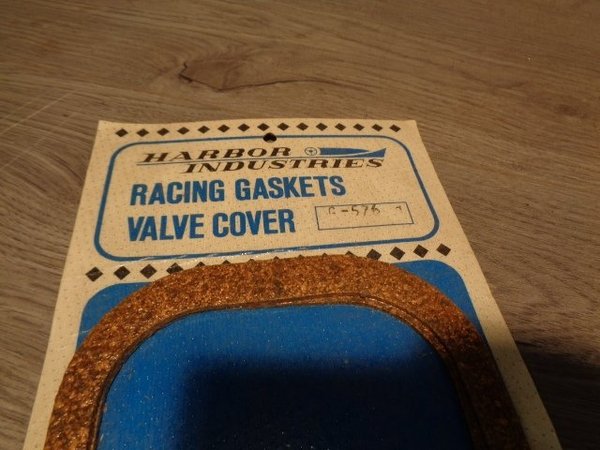 HARBOR
INDUSTRIES
RACING GASKETS
VALVE COVER